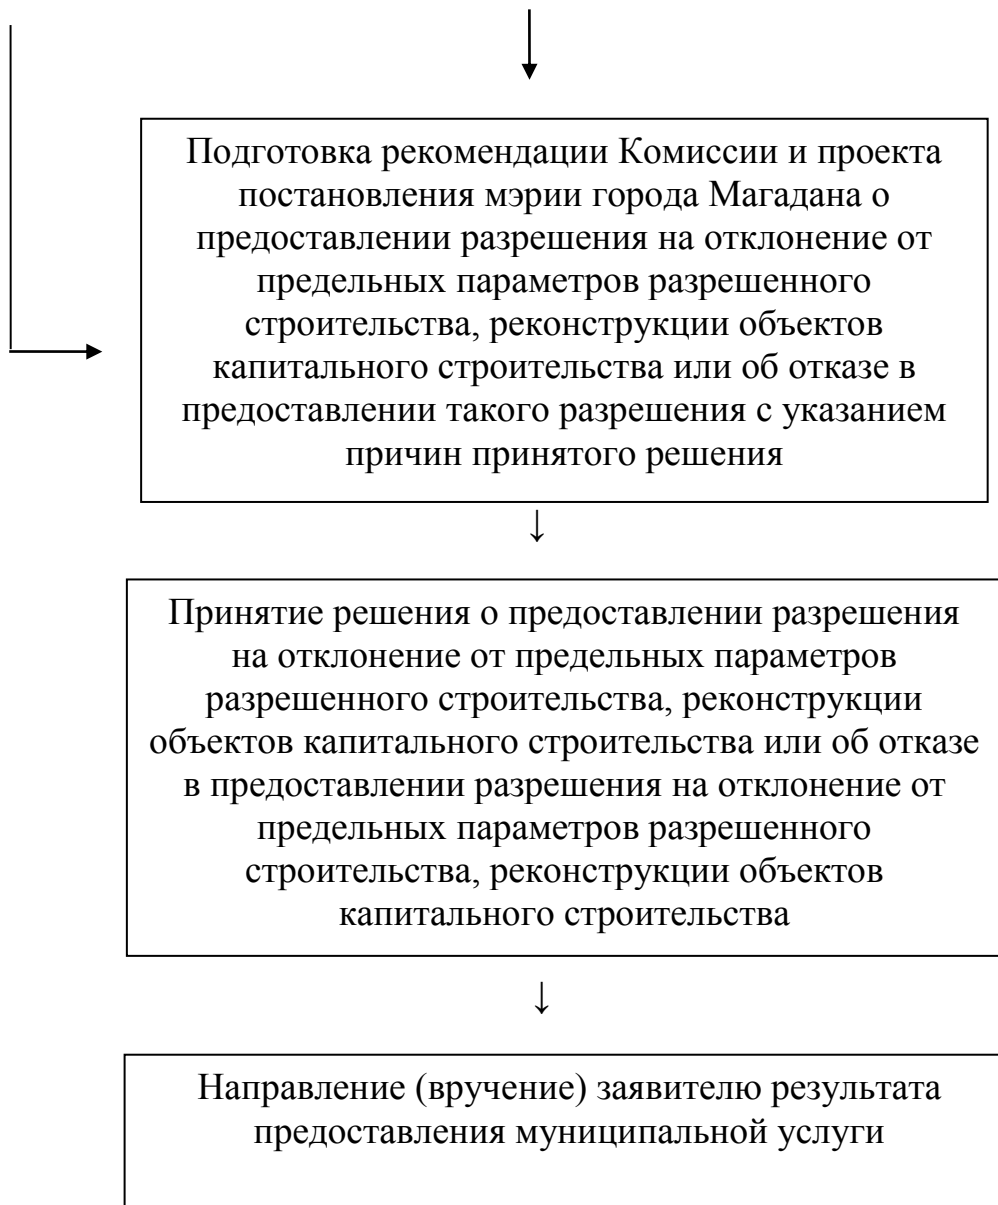 Подготовка рекомендации Комиссии и проекта
постановления мэрии города Магадана о
предоставлении разрешения на отклонение от
предельных параметров разрешенного
строительства, реконструкции объектов
капитального строительства или об отказе в
предоставлении такого разрешения с указанием
причин принятого решения
↓
Принятие решения о предоставлении разрешения
на отклонение от предельных параметров
разрешенного строительства, реконструкции
объектов капитального строительства или об отказе
в предоставлении разрешения на отклонение от
предельных параметров разрешенного
строительства, реконструкции объектов
капитального строительства
↓
Направление (вручение) заявителю результата
предоставления муниципальной услуги